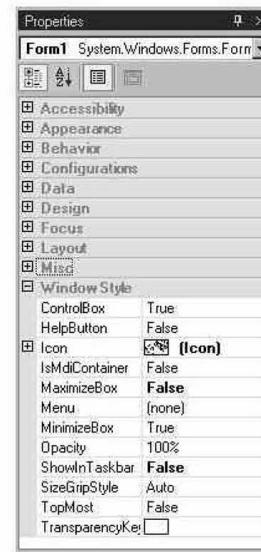 Properties
Form1 System.Windows.Forms.Form
Accessibility
Appearance
Behavior
Configurations
Data
Design
Focus
Layout
Misc
Window Style
ControlBox True
HelpButton False
Icon (Icon)
IsMdiContainer False
MaximizeBox False
Menu (none)
MinimizeBox True
Opacity 100%
ShowInTaskbar False
SizeGripStyle Auto
TopMost False
TransparencyKey